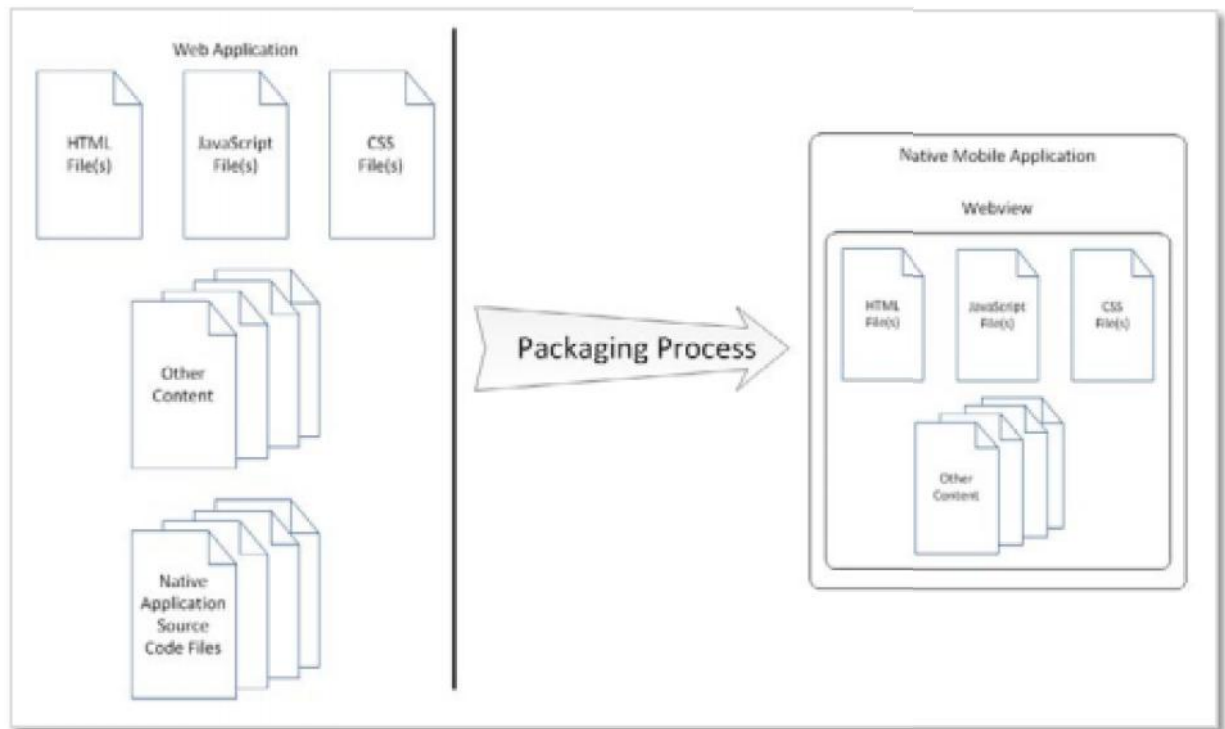 Web Application
HTML
File(s)
JavaScript
File(s)
CSS
File(s)
Other
Content
Native
Application
Source
Code Files
Packaging Process
Native Mobile Application
Webview
HTML
File(s)
JavaScript
File(s)
CSS
File(s)
Other
Content